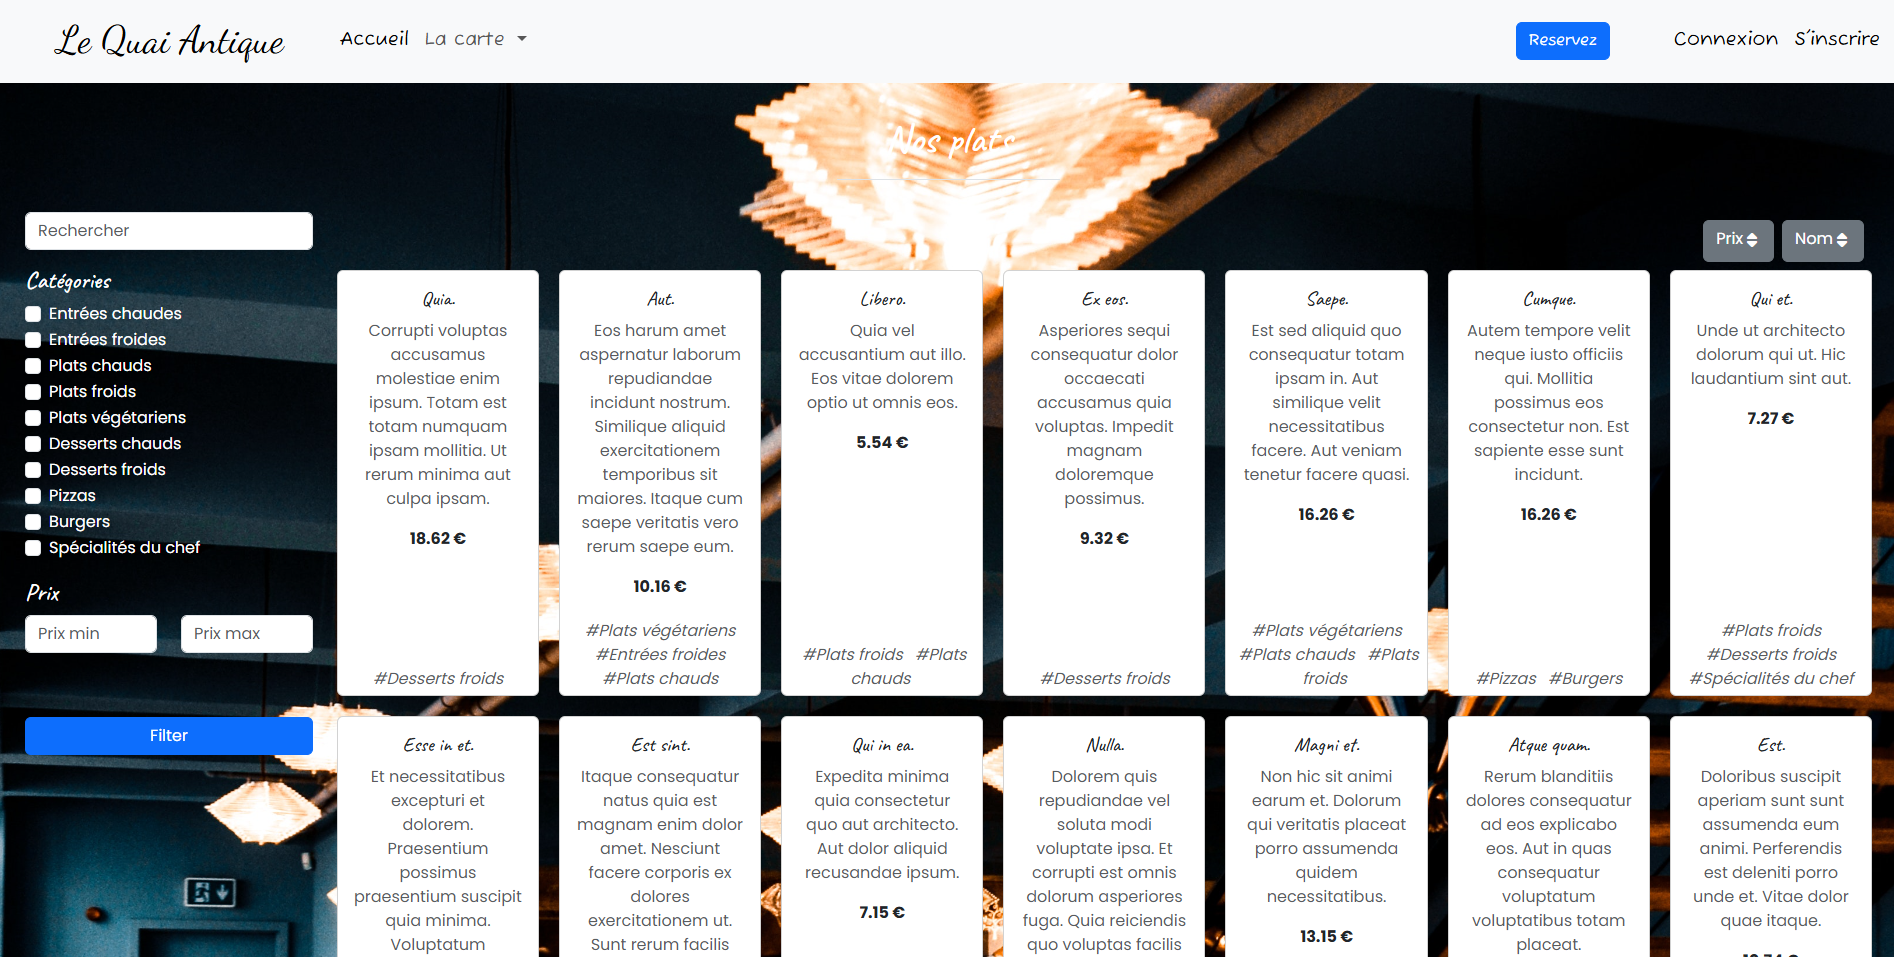 Le Quai Antique
Accueil
La carte
Reservez
Connexion
S'inscrire
Nos plats
Rechercher
Prix
Nom
Catégories
Entrées chaudes
Entrées froides
Plats chauds
Plats froids
Plats végétariens
Desserts chauds
Desserts froids
Pizzas
Burgers
Spécialités du chef
Prix
Prix min
Prix max
Filter
Quia.
Corrupti voluptas
accusamus
molestiae enim
ipsum. Totam est
totam numquam
ipsam mollitia. Ut
rerum minima aut
culpa ipsam.
18.62 €
#Desserts froids
Aut.
Eos harum amet
aspernatur laborum
repudiandae
incidunt nostrum.
Similique aliquid
exercitationem
temporibus sit
maiores. Itaque cum
saepe veritatis vero
rerum saepe eum.
10.16 €
#Plats végétariens
#Entrées froides
#Plats chauds
Libero.
Quia vel
accusantium aut illo.
Eos vitae dolorem
optio ut omnis eos.
5.54 €
#Plats froids #Plats
chauds
Ex eos.
Asperiores sequi
consequatur dolor
occaecati
accusamus quia
voluptas. Impedit
magnam
doloremque
possimus.
9.32 €
#Desserts froids
Saepe.
Est sed aliquid quo
consequatur totam
ipsam in. Aut
similique velit
necessitatibus
facere. Aut veniam
tenetur facere quasi.
16.26 €
#Plats végétariens
#Plats chauds #Plats
froids
Cumque.
Autem tempore velit
neque iusto officiis
qui. Mollitia
possimus eos
consectetur non. Est
sapiente esse sunt
incidunt.
16.26 €
#Pizzas #Burgers
Qui et.
Unde ut architecto
dolorum qui ut. Hic
laudantium sint aut.
7.27 €
#Plats froids
#Desserts froids
#Spécialités du chef
Esse in et.
Et necessitatibus
excepturi et
dolorem.
Praesentium
possimus
praesentium suscipit
quia minima.
Voluptatum
Est sint.
Itaque consequatur
natus quia est
magnam enim dolor
amet. Nesciunt
facere corporis ex
dolores
exercitationem ut.
Sunt rerum facilis
Qui in ea.
Expedita minima
quia consectetur
quo aut architecto.
Aut dolor aliquid
recusandae ipsum.
7.15 €
Nulla.
Dolorem quis
repudiandae vel
soluta modi
voluptate ipsa. Et
corrupti est omnis
dolorum asperiores
fuga. Quia reiciendis
quo voluptas facilis
Magni et.
Non hic sit animi
earum et. Dolorum
qui veritatis placeat
porro assumenda
quidem
necessitatibus.
13.15 €
Atque quam.
Rerum blanditiis
dolores consequatur
ad eos explicabo
eos. Aut in quas
consequatur
voluptatum
voluptatibus totam
placeat.
Est.
Doloribus suscipit
aperiam sunt sunt
assumenda eum
animi. Perferendis
est deleniti porro
unde et. Vitae dolor
quae itaque.